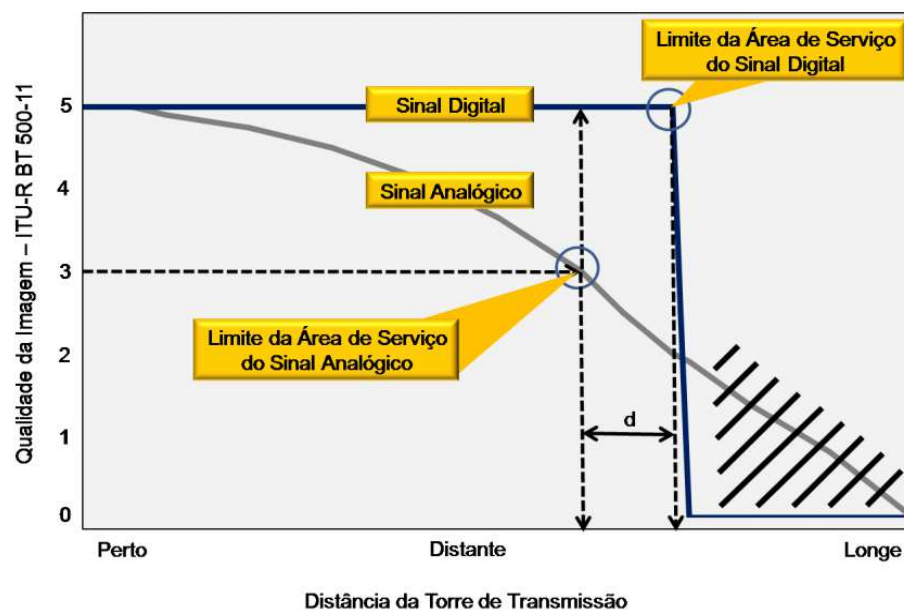 Limite da Área de Serviço
do Sinal Digital
Qualidade da Imagem – ITU-R BT 500-11
5
Sinal Digital
4
Sinal Analógico
3
Limite da Área de Serviço
do Sinal Analógico
2
1
d
0
Perto
Distante
Longe
Distância da Torre de Transmissão